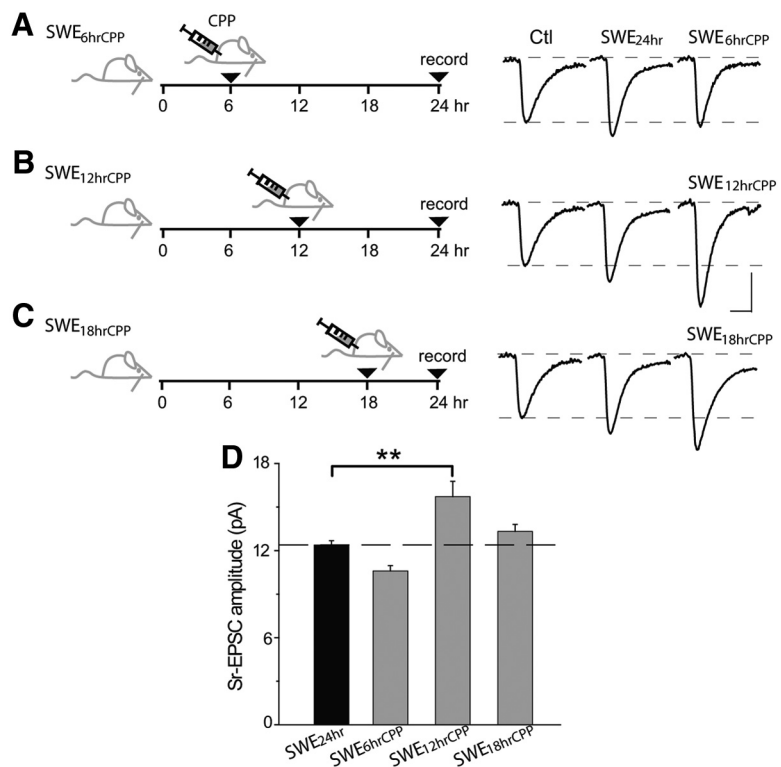 A
SWE6hrCPP
CPP
record
0 6 12 18 24 hr
Ctl SWE24hr SWE6hrCPP
B
SWE12hrCPP
record
0 6 12 18 24 hr
SWE12hrCPP
C
SWE18hrCPP
record
0 6 12 18 24 hr
SWE18hrCPP
D
**
Sr-EPSC amplitude (pA)
18
12
6
0
SWE24hr SWE6hrCPP SWE12hrCPP SWE18hrCPP